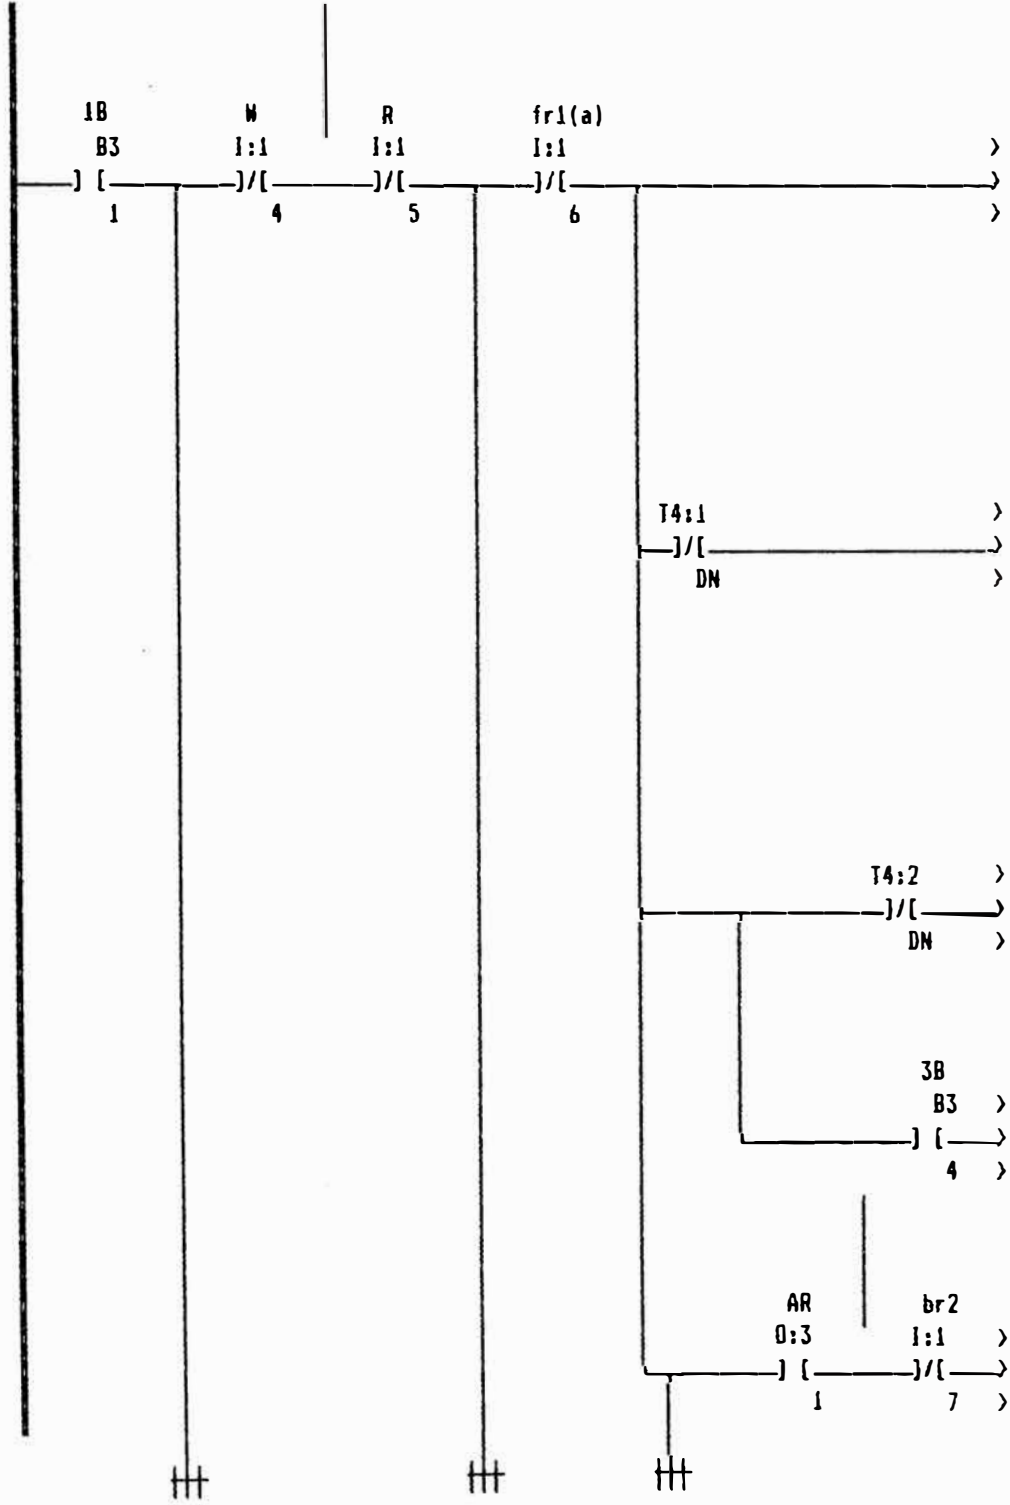 1B W R fr1(a)
B3 I:1 I:1 I:1 >
] [ ]/[ ]/[ ]/[ >
1 4 5 6 >
T4:1 >
]/[ >
DN >
T4:2 >
]/[ >
DN >
3B
B3 >
] [ >
4 >
AR br2
O:3 I:1 >
] [ ]/[ >
1 7 >